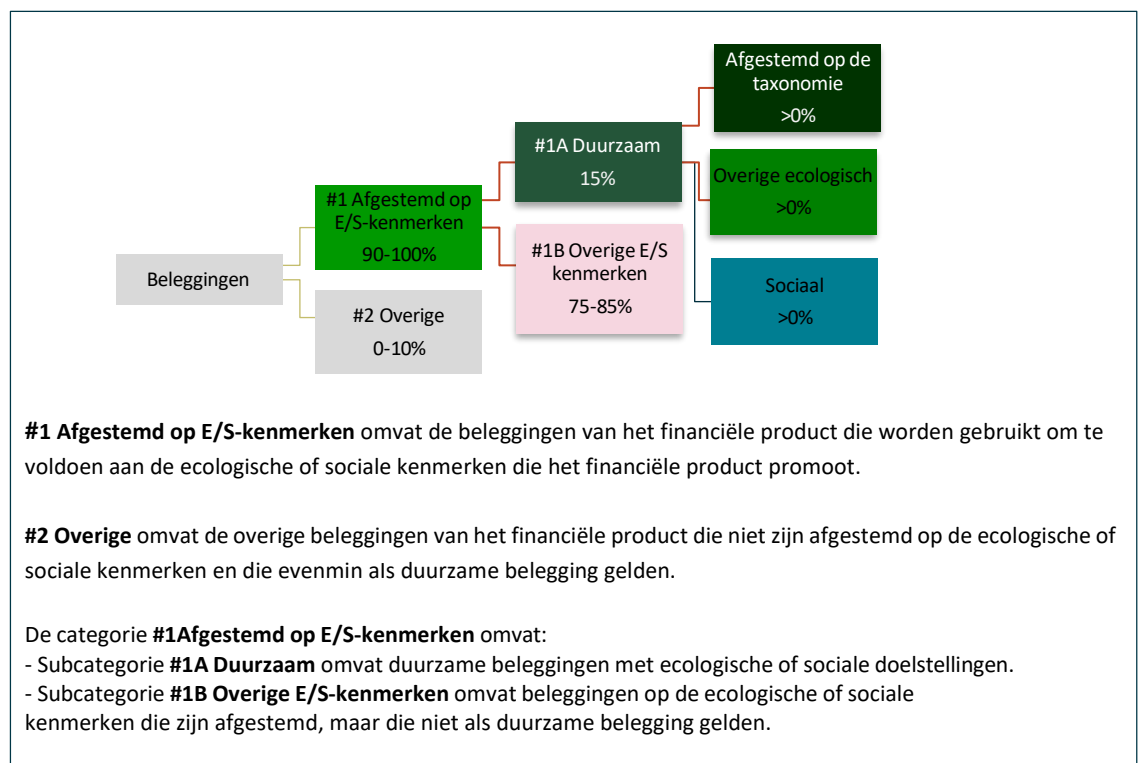 Beleggingen
#1 Afgestemd op
E/S-kenmerken
90-100%
#2 Overige
0-10%
#1A Duurzaam
15%
#1B Overige E/S
kenmerken
75-85%
Afgestemd op de
taxonomie
>0%
Overige ecologisch
>0%
Sociaal
>0%
#1 Afgestemd op E/S-kenmerken omvat de beleggingen van het financiële product die worden gebruikt om te
voldoen aan de ecologische of sociale kenmerken die het financiële product promoot.
#2 Overige omvat de overige beleggingen van het financiële product die niet zijn afgestemd op de ecologische of
sociale kenmerken en die evenmin als duurzame belegging gelden.
De categorie #1Afgestemd op E/S-kenmerken omvat:
- Subcategorie #1A Duurzaam omvat duurzame beleggingen met ecologische of sociale doelstellingen.
- Subcategorie #1B Overige E/S-kenmerken omvat beleggingen op de ecologische of sociale
kenmerken die zijn afgestemd, maar die niet als duurzame belegging gelden.